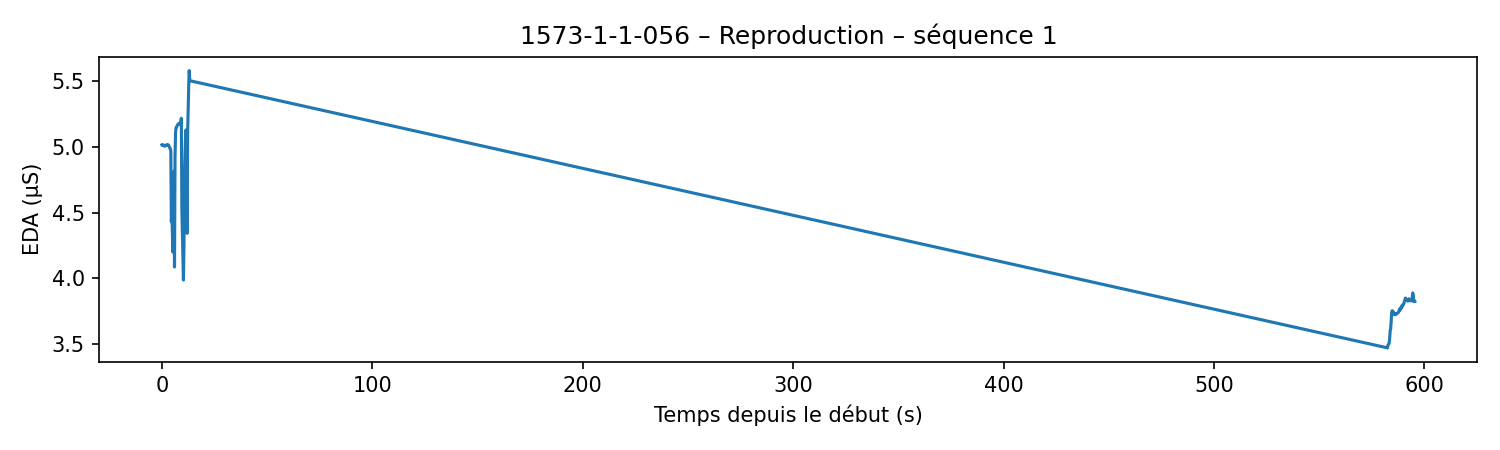 1573-1-1-056 – Reproduction – séquence 1
EDA (µS)
5.5
5.0
4.5
4.0
3.5
0 100 200 300 400 500 600
Temps depuis le début (s)